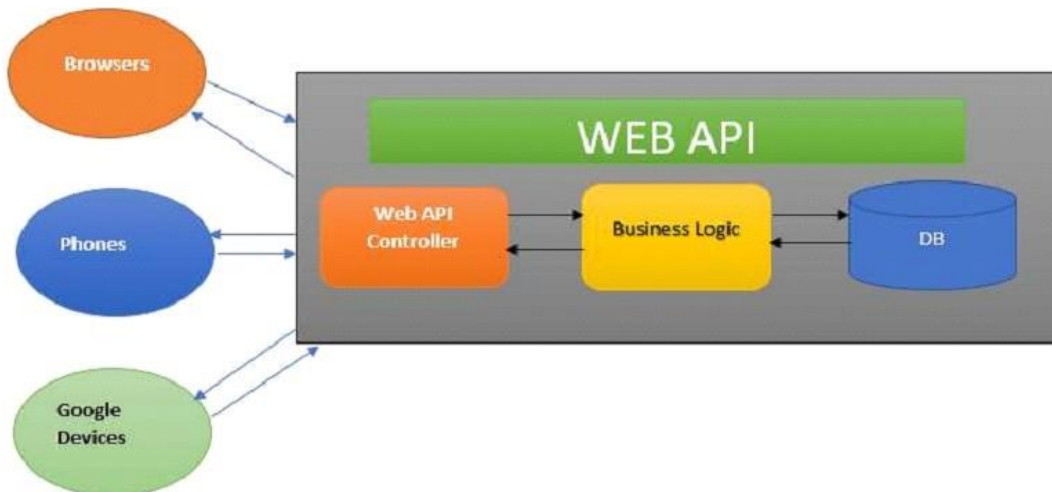 Browsers
WEB API
Web API
Controller
Business Logic
DB
Phones
Google
Devices